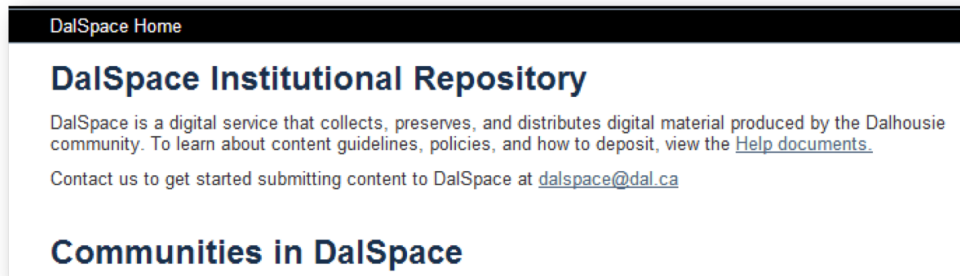 DalSpace Home
DalSpace Institutional Repository
DalSpace is a digital service that collects, preserves, and distributes digital material produced by the Dalhousie
community. To learn about content guidelines, policies, and how to deposit, view the Help documents.
Contact us to get started submitting content to DalSpace at dalspace@dal.ca
Communities in DalSpace